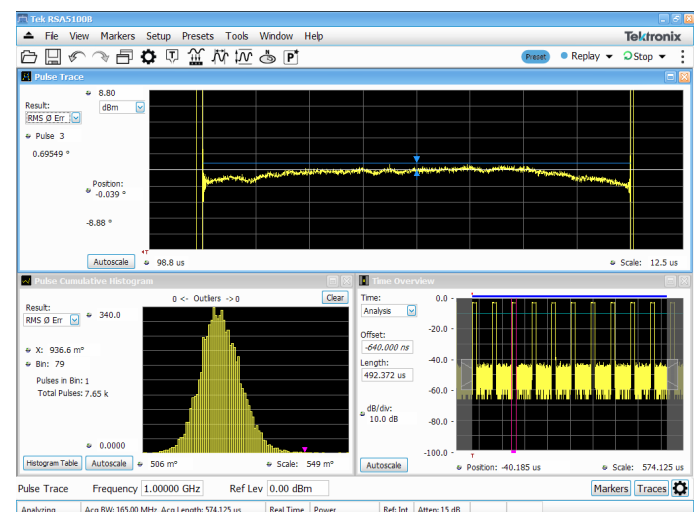 Tek RSA5100B
File View Markers Setup Presets Tools Window Help
Tektronix
Preset Replay Stop
Pulse Trace
Result:
RMS Ø Err
Pulse 3
0.69549 °
8.80
dBm
Position:
-0.039 °
-8.88 °
Autoscale
98.8 us
Scale: 12.5 us
Pulse Cumulative Histogram
Result:
RMS Ø Err
340.0
0 <- Outliers -> 0
Clear
X: 936.6 m°
Bin: 79
Pulses in Bin: 1
Total Pulses: 7.65 k
0.0000
Histogram Table Autoscale
506 m°
Scale: 549 m°
Time Overview
Time:
Analysis
Offset:
-640.000 ns
Length:
492.372 us
dB/div:
10.0 dB
Autoscale
0.0
-20.0
-40.0
-60.0
-80.0
-100.0
Position: -40.185 us
Scale: 574.125 us
Pulse Trace Frequency 1.00000 GHz Ref Lev 0.00 dBm Markers Traces
Analyzing Acq BW: 165.00 MHz, Acq Length: 574.125 us Real Time Power Ref: Int Atten: 15 dB